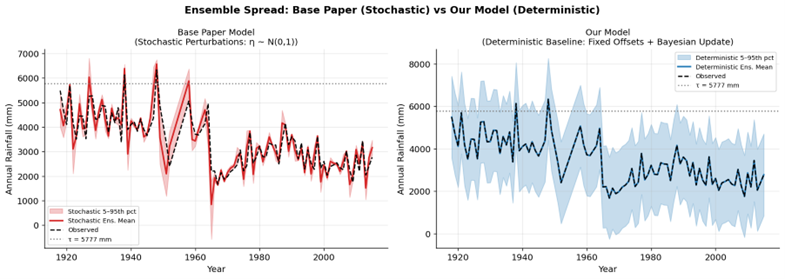 Ensemble Spread: Base Paper (Stochastic) vs Our Model (Deterministic)
Base Paper Model
(Stochastic Perturbations: η ~ N(0,1))
Annual Rainfall (mm)
7000
6000
5000
4000
3000
2000
1000
0
Stochastic 5–95th pct
Stochastic Ens. Mean
Observed
τ = 5777 mm
1920
1940
1960
1980
2000
Year
Our Model
(Deterministic Baseline: Fixed Offsets + Bayesian Update)
Annual Rainfall (mm)
8000
6000
4000
2000
0
Deterministic 5–95th pct
Deterministic Ens. Mean
Observed
τ = 5777 mm
1920
1940
1960
1980
2000
Year